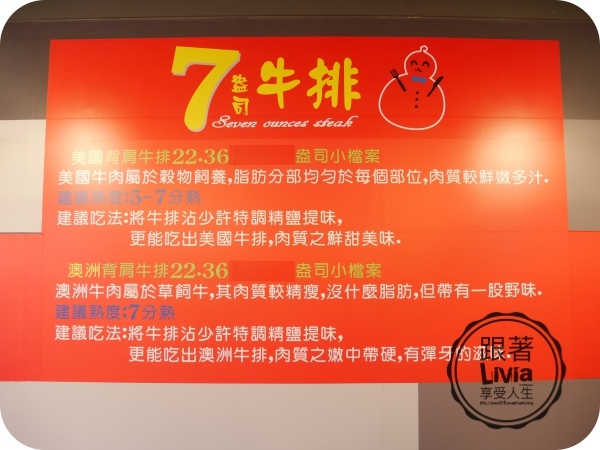 7盎司牛排
Seven ounces steak
美國背肩牛排22.36 盎司小檔案
美國牛肉屬於穀物飼養,脂肪分部均勻於每個部位,肉質較鮮嫩多汁.
建議熟度:5~7分熟
建議吃法:將牛排沾少許特調精鹽提味,
更能吃出美國牛排,肉質之鮮甜美味.
澳洲背肩牛排22.36 盎司小檔案
澳洲牛肉屬於草飼牛,其肉質較精瘦,沒什麼脂肪,但帶有一股野味.
建議熟度:7分熟
建議吃法:將牛排沾少許特調精鹽提味,
更能吃出澳洲牛排,肉質之嫩中帶硬,有彈牙的
跟著
Livia
享受人生